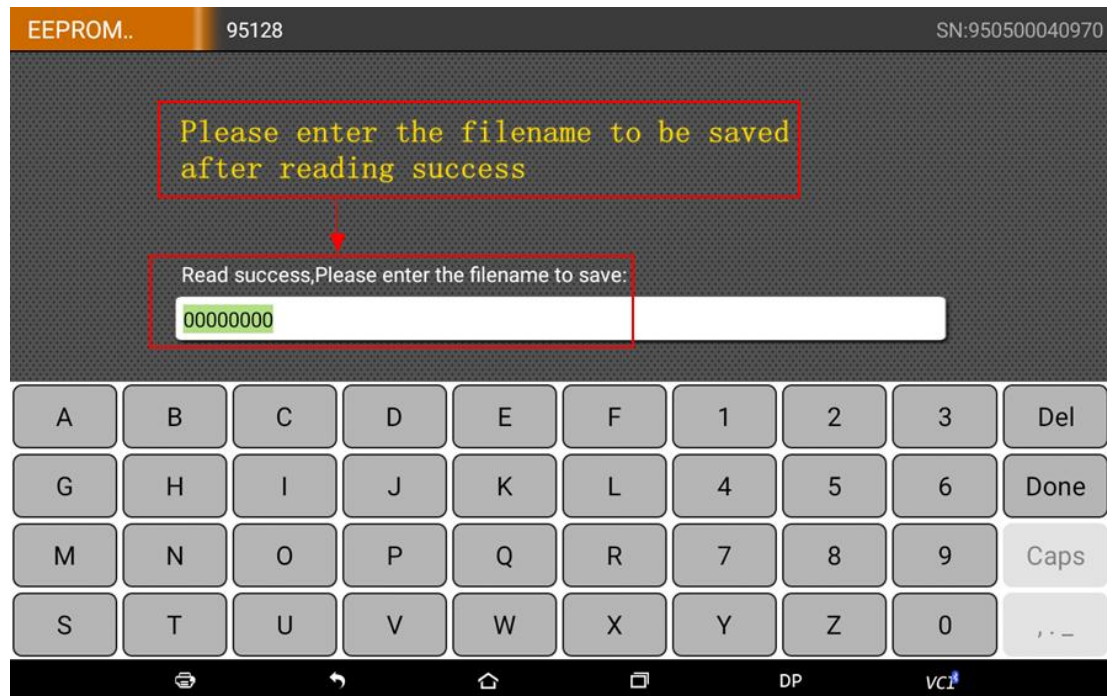 EEPROM.. 95128 SN:950500040970
Please enter the filename to be saved
after reading success
Read success,Please enter the filename to save:
00000000
A B C D E F 1 2 3 Del
G H I J K L 4 5 6 Done
M N O P Q R 7 8 9 Caps
S T U V W X Y Z 0 , . _
DP VCI